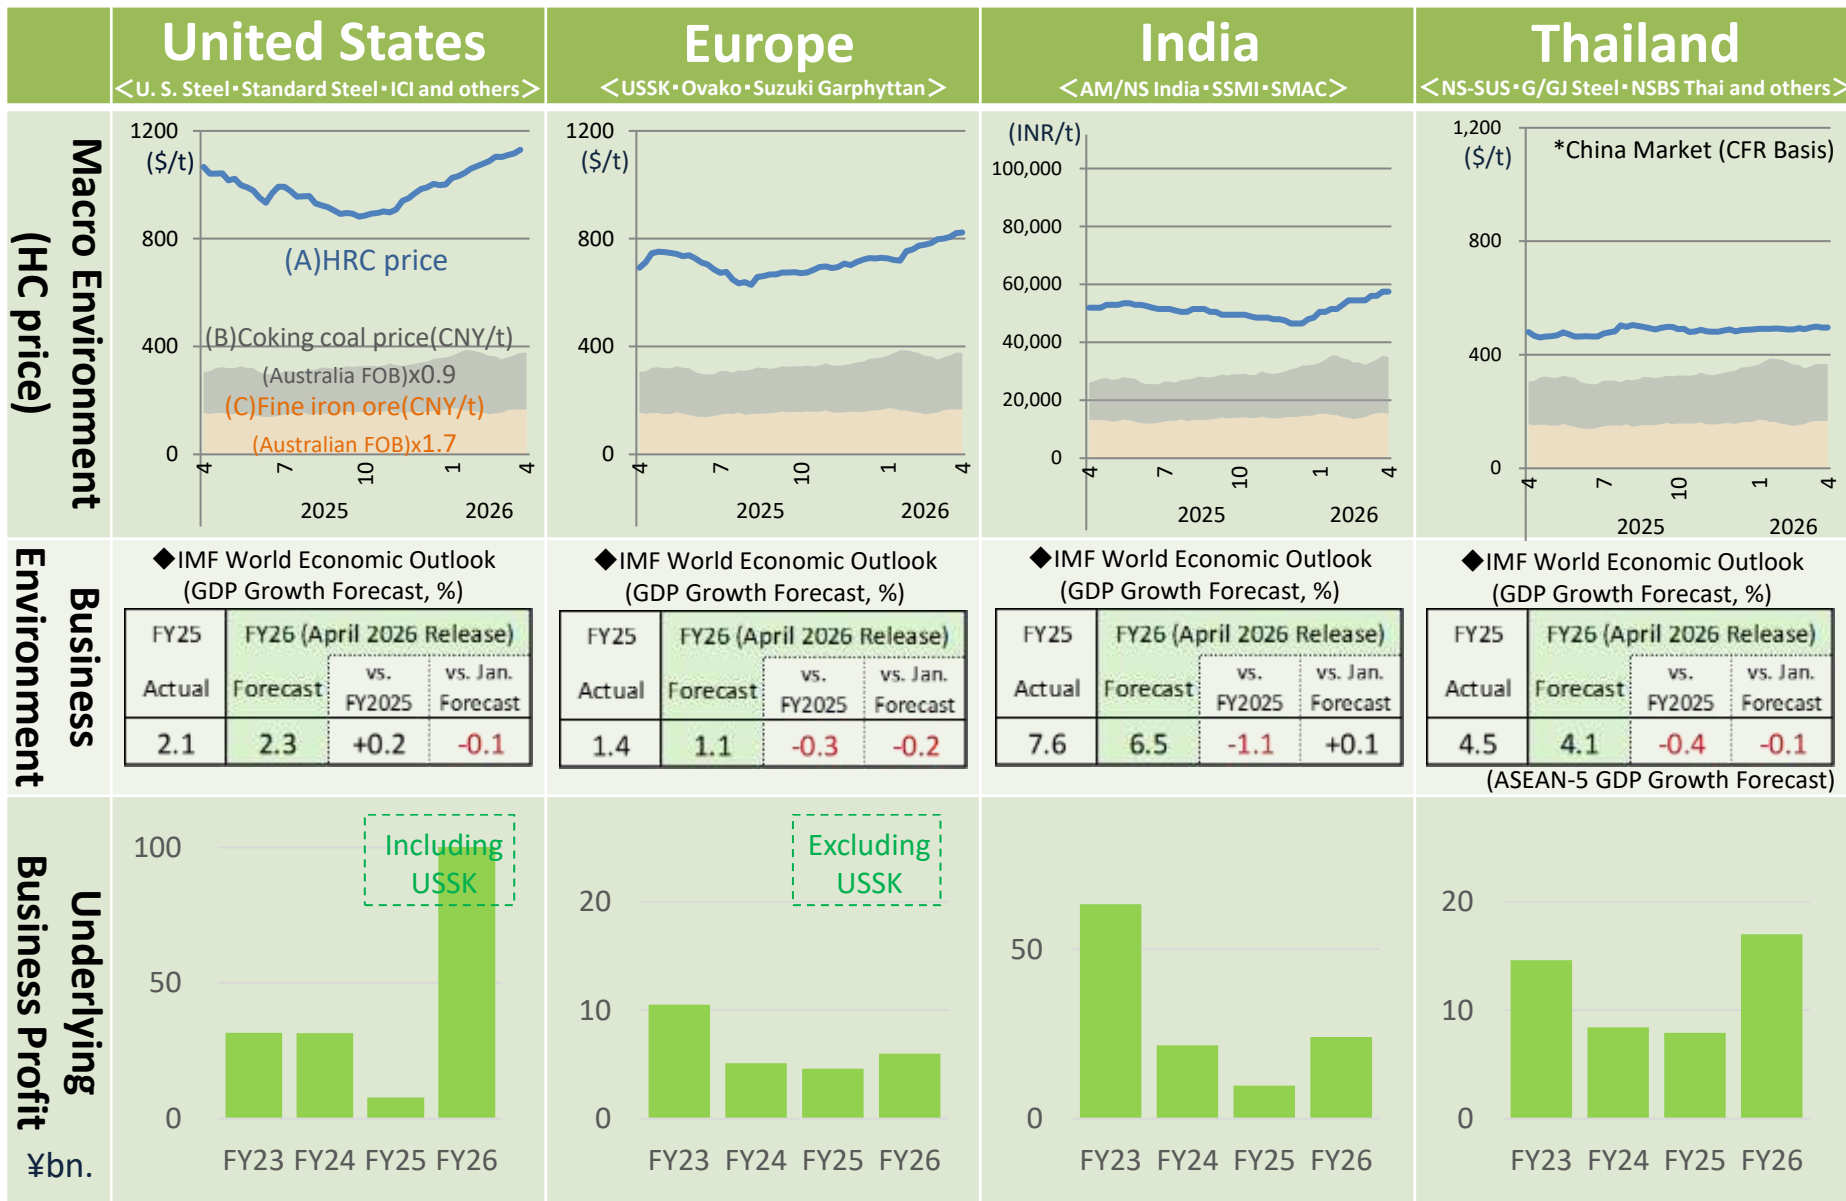 United States
<U. S. Steel・Standard Steel・ICI and others>
Europe
<USSK・Ovako・Suzuki Garphyttan>
India
<AM/NS India・SSMI・SMAC>
Thailand
<NS-SUS・G/GJ Steel・NSBS Thai and others>
Macro Environment
(HC price)
1200
($/t)
800
400
0
(A)HRC price
(B)Coking coal price(CNY/t)
(Australia FOB)x0.9
(C)Fine iron ore(CNY/t)
(Australian FOB)x1.7
4 7 10 1 4
2025 2026
1200
($/t)
800
400
0
4 7 10 1 4
2025 2026
(INR/t)
100,000
80,000
60,000
40,000
20,000
0
4 7 10 1 4
2025 2026
1,200
($/t)
*China Market (CFR Basis)
800
400
0
4 7 10 1 4
2025 2026
Business
Environment
◆IMF World Economic Outlook
(GDP Growth Forecast, %)
FY25 FY26 (April 2026 Release)
Actual Forecast vs. FY2025 vs. Jan. Forecast
2.1 2.3 +0.2 -0.1
◆IMF World Economic Outlook
(GDP Growth Forecast, %)
FY25 FY26 (April 2026 Release)
Actual Forecast vs. FY2025 vs. Jan. Forecast
1.4 1.1 -0.3 -0.2
◆IMF World Economic Outlook
(GDP Growth Forecast, %)
FY25 FY26 (April 2026 Release)
Actual Forecast vs. FY2025 vs. Jan. Forecast
7.6 6.5 -1.1 +0.1
◆IMF World Economic Outlook
(GDP Growth Forecast, %)
FY25 FY26 (April 2026 Release)
Actual Forecast vs. FY2025 vs. Jan. Forecast
4.5 4.1 -0.4 -0.1
(ASEAN-5 GDP Growth Forecast)
Underlying
Business Profit
¥bn.
100
50
0
Including
USSK
FY23 FY24 FY25 FY26
20
10
0
Excluding
USSK
FY23 FY24 FY25 FY26
50
0
FY23 FY24 FY25 FY26
20
10
0
FY23 FY24 FY25 FY26